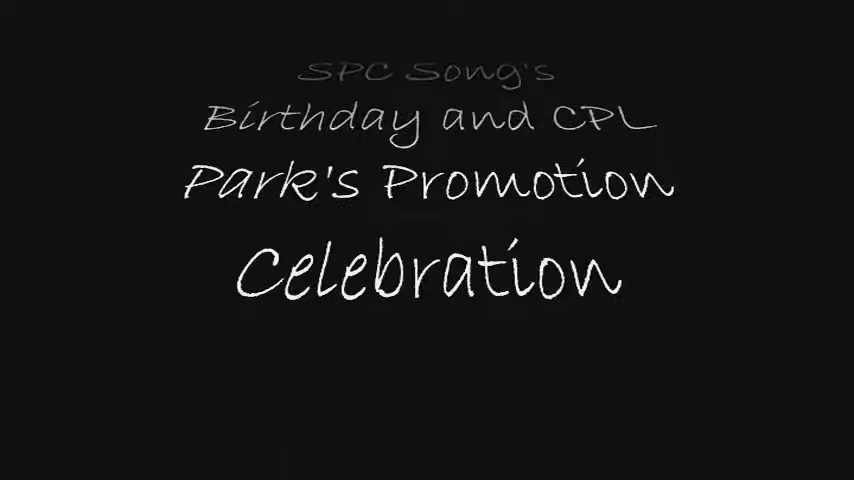 SPC Song's
Birthday and CPL
Park's Promotion
Celebration